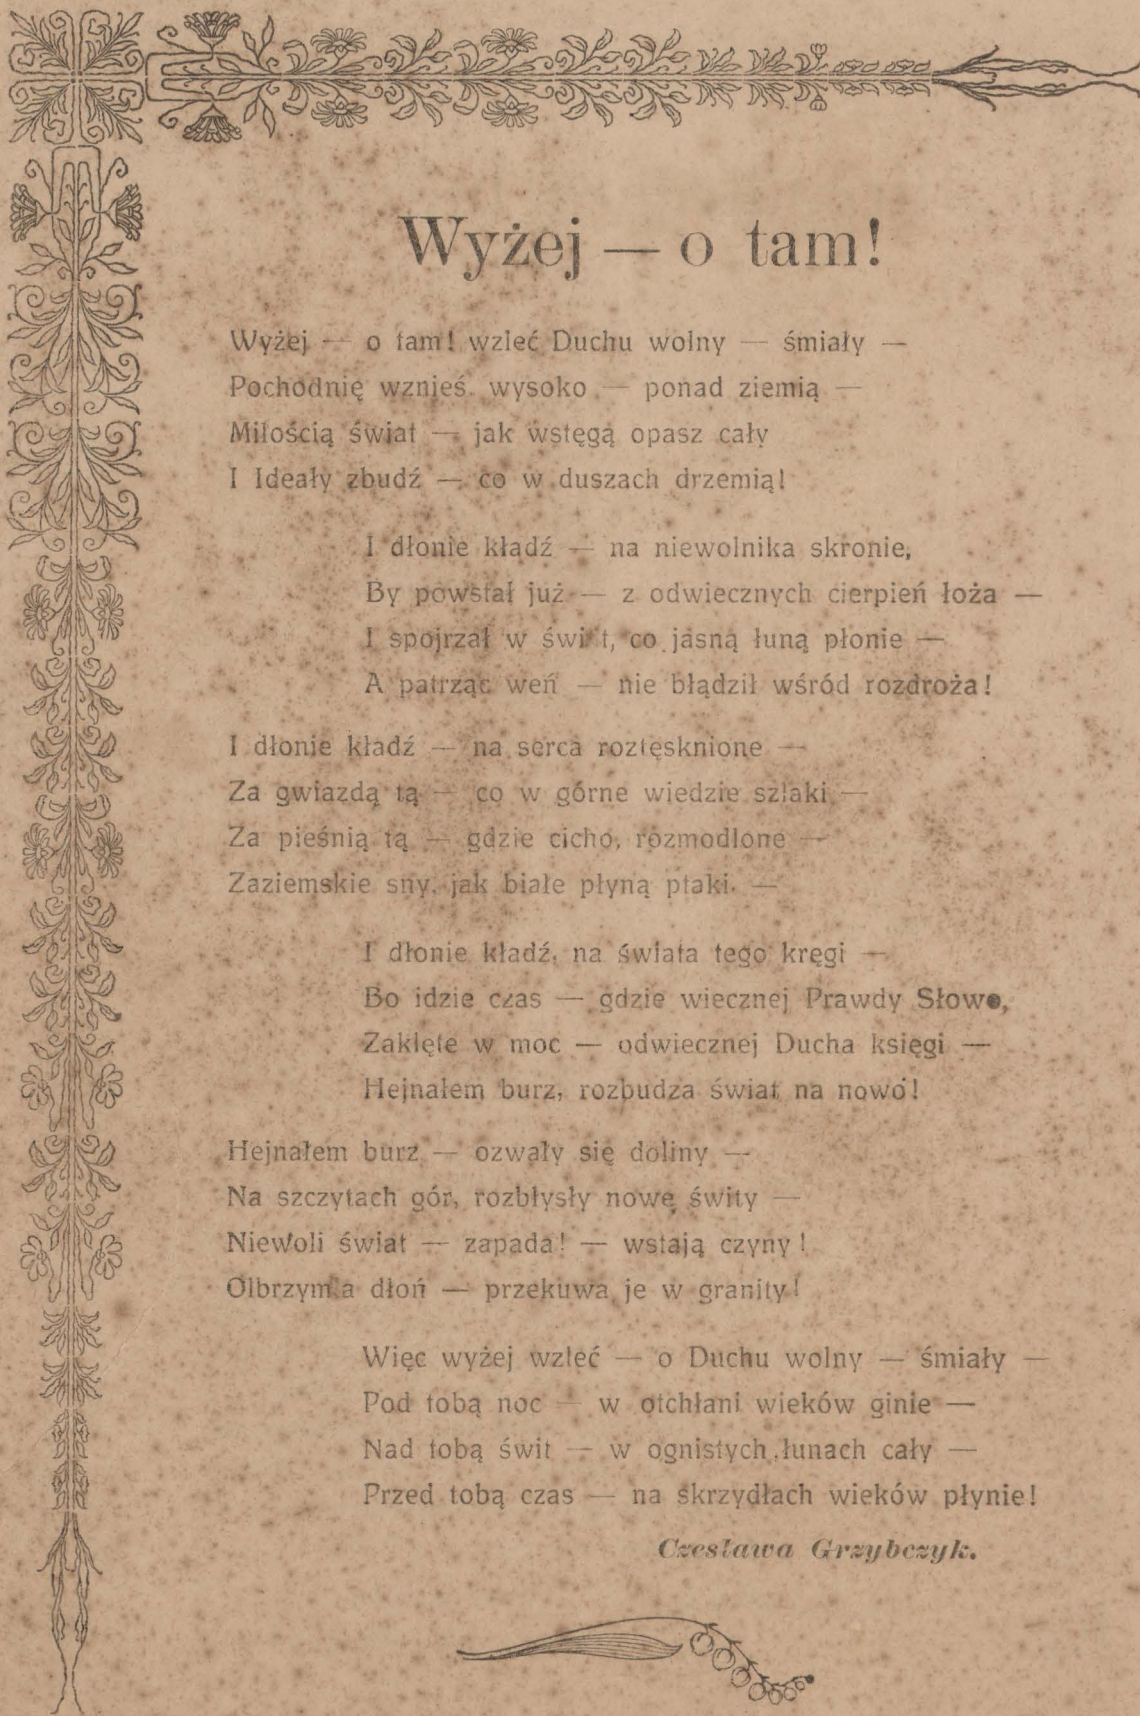 Wyżej — o tam!
Wyżej — o tam! wzleć Duchu wolny — śmiały —
Pochodnię wznieś wysoko — ponad ziemią —
Miłością świat — jak wstęgą opasz cały
I Ideały zbudź — co w duszach drzemią!
I dłonie kładź — na niewolnika skronie,
By powstał już — z odwiecznych cierpień łoża —
I spojrzał w świt, co jasną łuną płonie —
A patrząc weń — nie błądził wśród rozdroża!
I dłonie kładź — na serca roztęsknione —
Za gwiazdą tą — co w górne wiedzie szlaki —
Za pieśnią tą — gdzie cicho, rozmodlone —
Zaziemskie sny, jak białe płyną ptaki. —
I dłonie kładź, na świata tego kręgi —
Bo idzie czas — gdzie wiecznej Prawdy Słowo,
Zaklęte w moc — odwiecznej Ducha księgi —
Hejnałem burz, rozbudza świat na nowo!
Hejnałem burz — ozwały się doliny —
Na szczytach gór, rozbłysły nowe świty —
Niewoli świat — zapada! — wstają czyny!
Olbrzymia dłoń — przekuwa je w granity!
Więc wyżej wzleć — o Duchu wolny — śmiały —
Pod tobą noc — w otchłani wieków ginie —
Nad tobą świt — w ognistych łunach cały —
Przed tobą czas — na skrzydłach wieków płynie!
Czesława Grzybczyk.